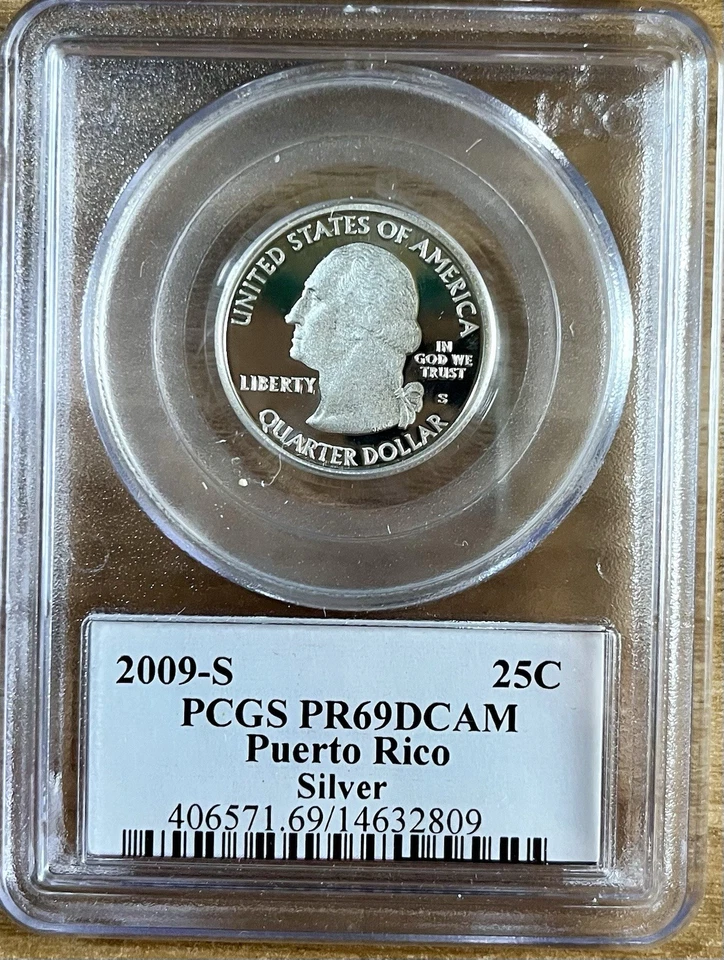 UNITED STATES OF AMERICA
IN
GOD WE
TRUST
LIBERTY
S
QUARTER DOLLAR
2009-S 25C
PCGS PR69DCAM
Puerto Rico
Silver
406571.69/14632809